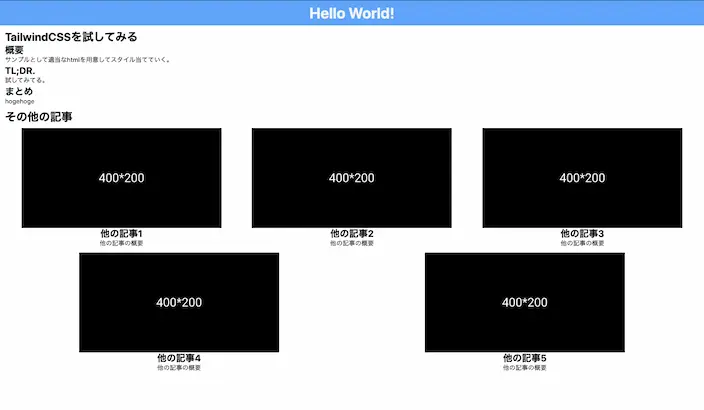 Hello World!
TailwindCSSを試してみる
概要
サンプルとして適当なhtmlを用意してスタイル当てていく。
TL;DR.
試してみてる。
まとめ
hogehoge
その他の記事
400*200
400*200
400*200
他の記事1
他の記事2
他の記事3
他の記事の概要
他の記事の概要
他の記事の概要
400*200
400*200
他の記事4
他の記事5
他の記事の概要
他の記事の概要